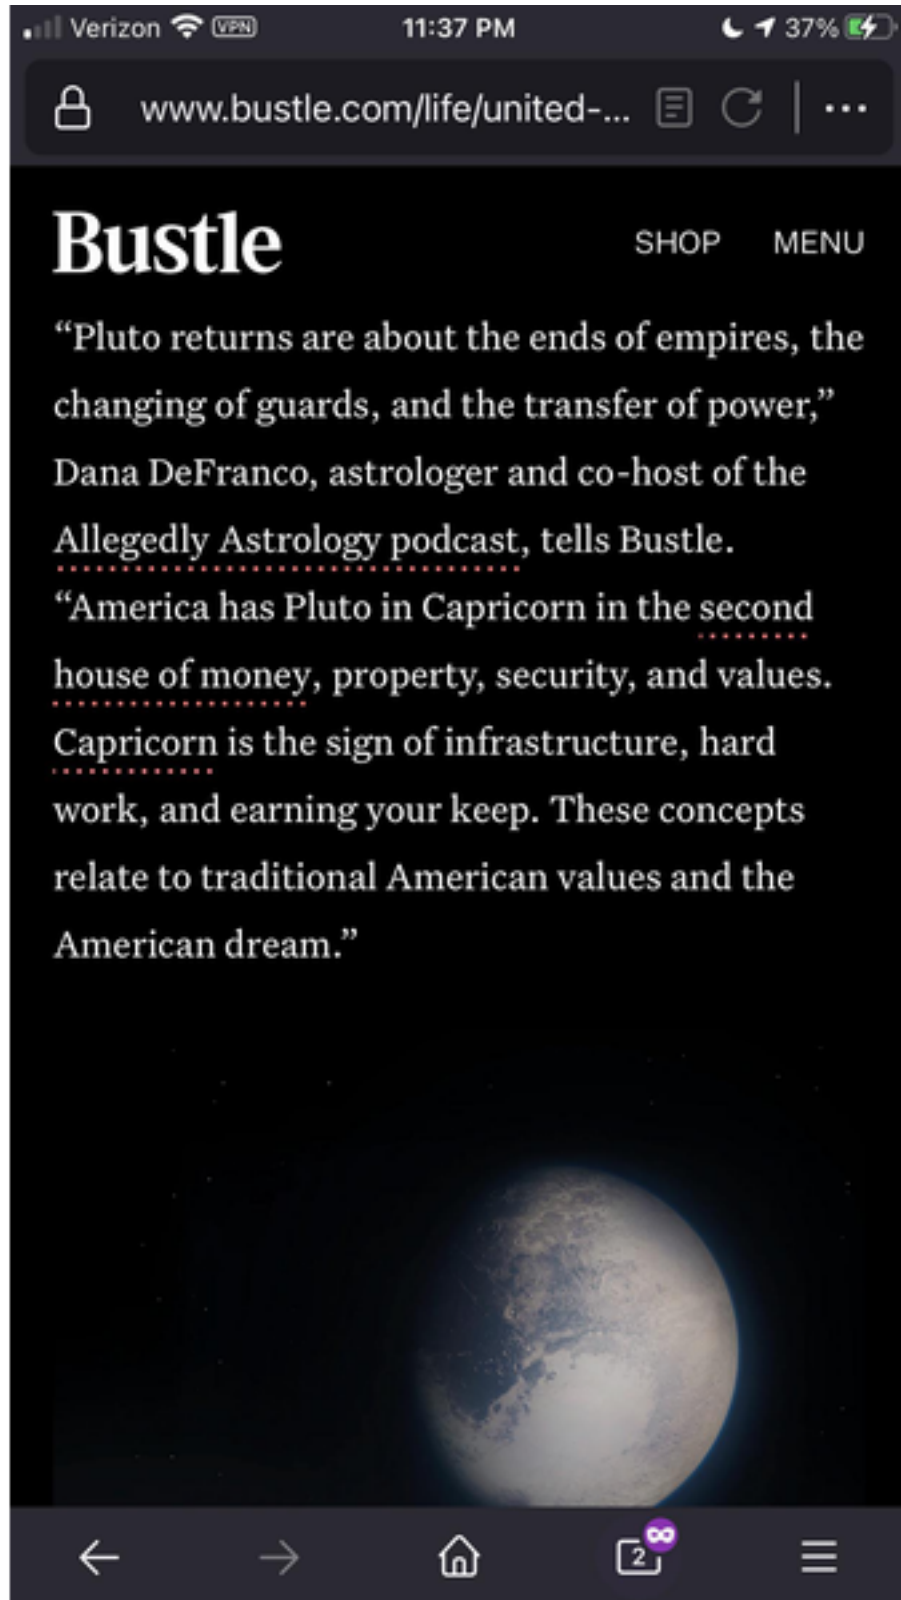 Verizon VPN 11:37 PM 37%
www.bustle.com/life/united-...
Bustle SHOP MENU
“Pluto returns are about the ends of empires, the
changing of guards, and the transfer of power,”
Dana DeFranco, astrologer and co-host of the
Allegedly Astrology podcast, tells Bustle.
“America has Pluto in Capricorn in the second
house of money, property, security, and values.
Capricorn is the sign of infrastructure, hard
work, and earning your keep. These concepts
relate to traditional American values and the
American dream.”
2